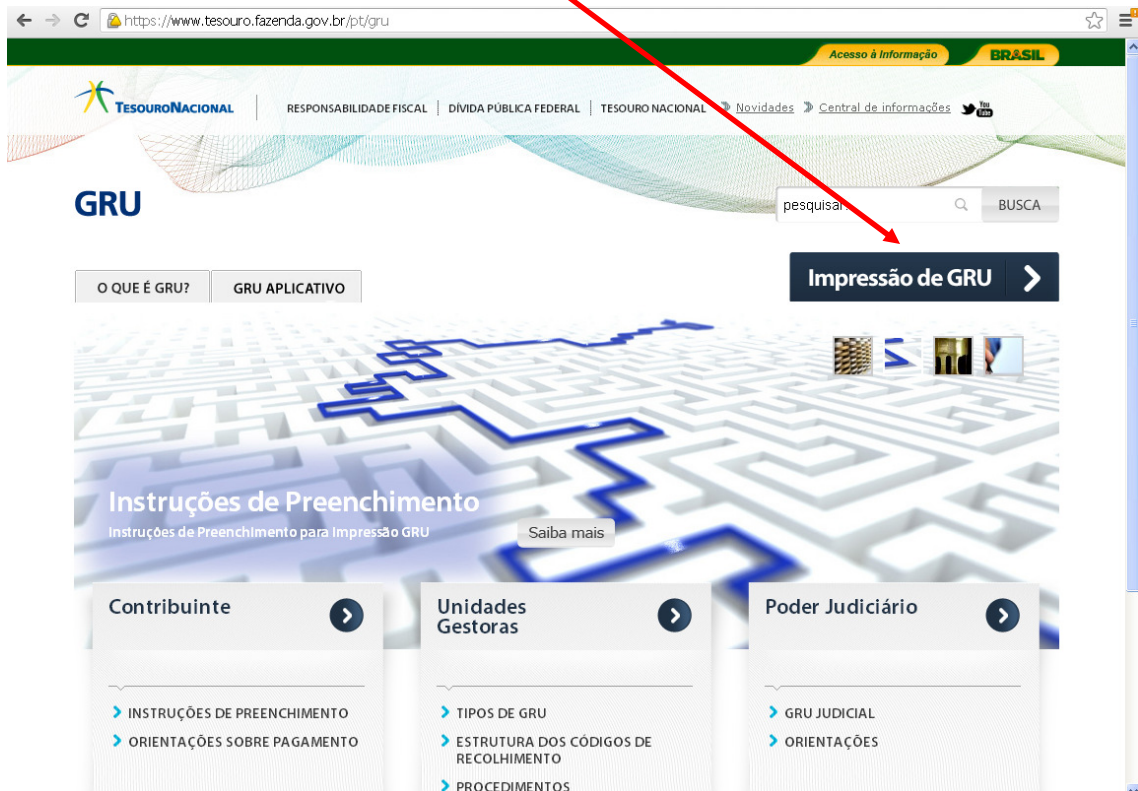 https://www.tesouro.fazenda.gov.br/pt/gru
Acesso à Informação
BRASIL
TESOURONACIONAL
RESPONSABILIDADE FISCAL | DÍVIDA PÚBLICA FEDERAL | TESOURO NACIONAL Novidades Central de informações You Tube
GRU
pesquisar BUSCA
Impressão de GRU
O QUE É GRU? GRU APLICATIVO
Instruções de Preenchimento
Instruções de Preenchimento para Impressão GRU
Saiba mais
Contribuinte
INSTRUÇÕES DE PREENCHIMENTO
ORIENTAÇÕES SOBRE PAGAMENTO
Unidades
Gestoras
TIPOS DE GRU
ESTRUTURA DOS CÓDIGOS DE
RECOLHIMENTO
PROCEDIMENTOS
Poder Judiciário
GRU JUDICIAL
ORIENTAÇÕES